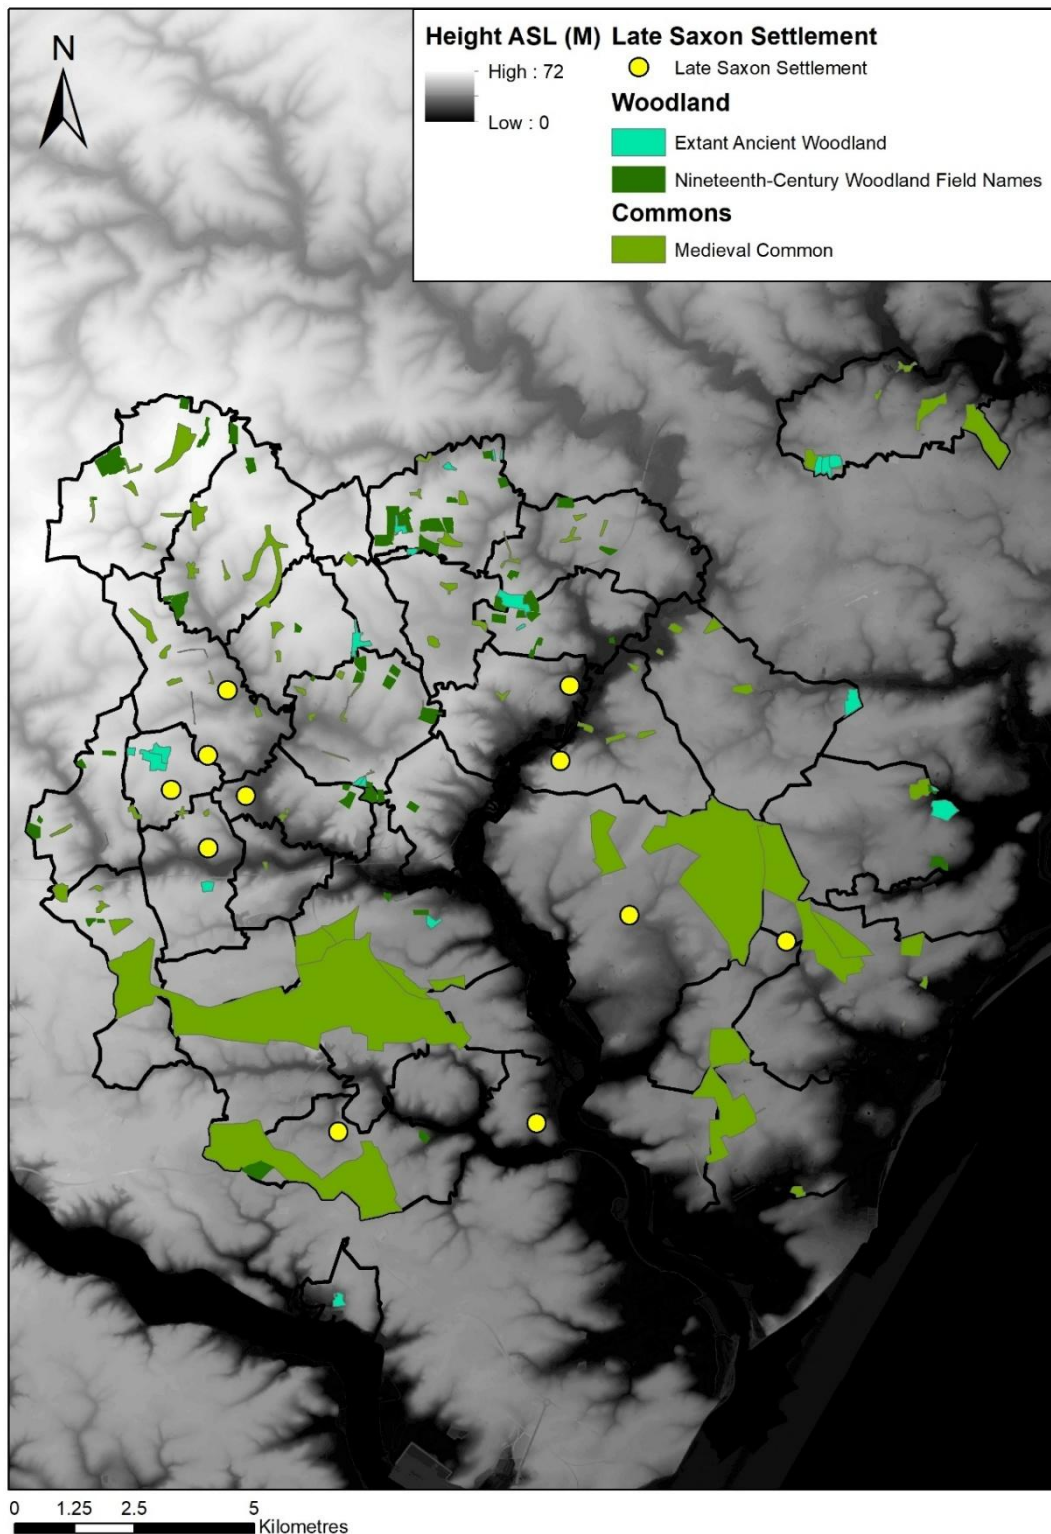 N
Height ASL (M)
High : 72
Low : 0
Late Saxon Settlement
Late Saxon Settlement
Woodland
Extant Ancient Woodland
Nineteenth-Century Woodland Field Names
Commons
Medieval Common
0 1.25 2.5 5
Kilometres